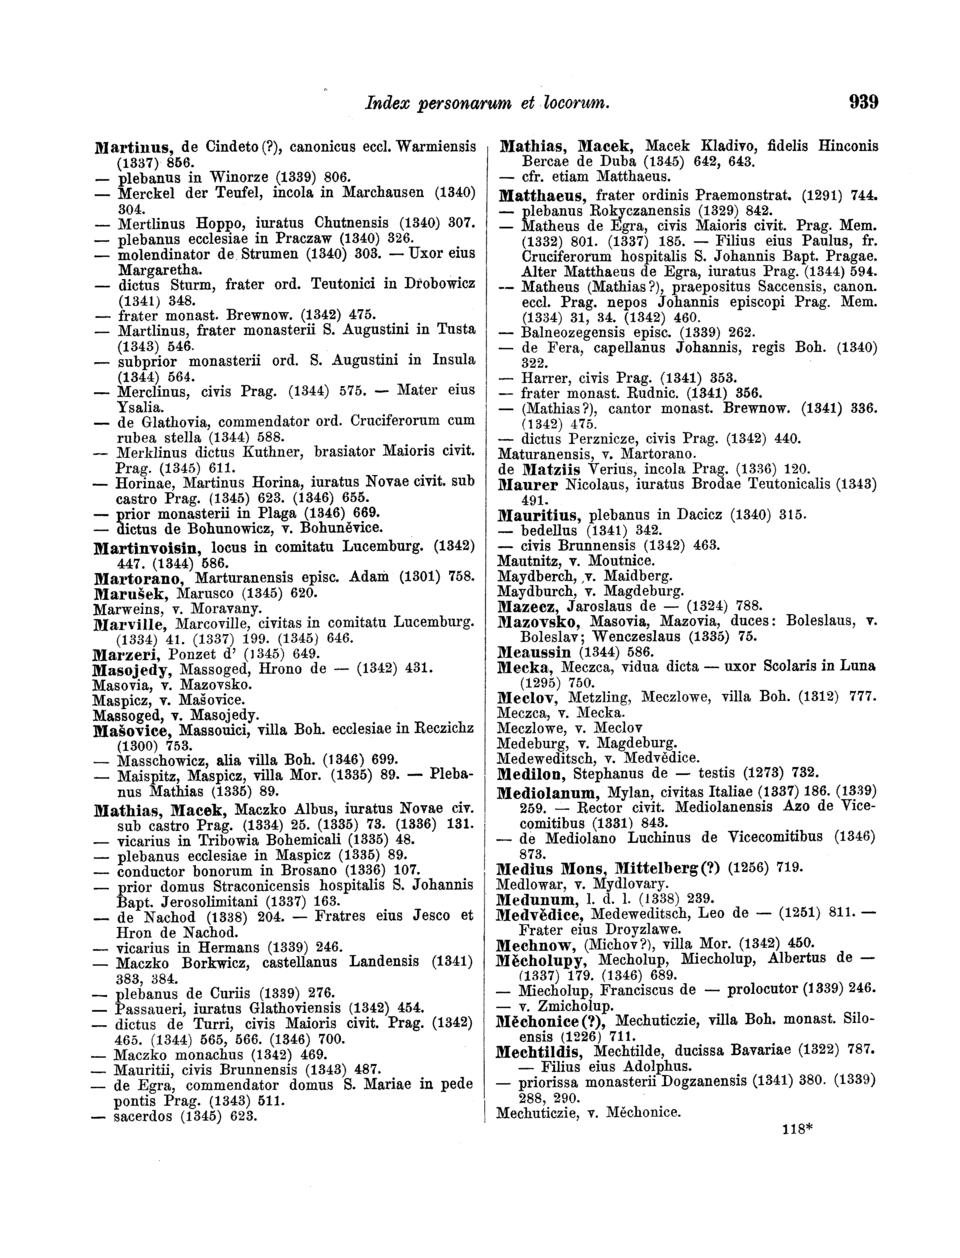 Index personarum et locorum. 939
Martinus, de Cindeto (?), canonicus eccl. Warmiensis
(1337) 856.
— plebanus in Winorze (1339) 806.
— Merckel der Teufel, incola in Marchausen (1340)
304.
— Mertlinus Hoppo, iuratus Chutnensis (1340) 307.
— plebanus ecclesiae in Praczaw (1340) 326.
— molendinator de Strumen (1340) 303. — Uxor eius
Margaretha.
— dictus Sturm, frater ord. Teutonici in Drobowicz
(1341) 348.
— frater monast. Brewnow. (1342) 475.
— Martlinus, frater monasterii S. Augustini in Tusta
(1343) 546.
— subprior monasterii ord. S. Augustini in Insula
(1344) 564.
— Merclinus, civis Prag. (1344) 575. — Mater eius
Ysalia.
— de Glathovia, commendator ord. Cruciferorum cum
rubea stella (1344) 588.
— Merklinus dictus Kuthner, brasiator Maioris civit.
Prag. (1345) 611.
— Horinae, Martinus Horina, iuratus Novae civit. sub
castro Prag. (1345) 623. (1346) 655.
— prior monasterii in Plaga (1346) 669.
— dictus de Bohunowicz, v. Bohuněvice.
Martinvoisin, locus in comitatu Lucemburg. (1342)
447. (1344) 586.
Martorano, Marturanensis episc. Adam (1301) 758.
Marušek, Marusco (1345) 620.
Marweins, v. Moravany.
Marville, Marcoville, civitas in comitatu Lucemburg.
(1334) 41. (1337) 199. (1345) 646.
Marzeri, Ponzet d' (1345) 649.
Masojedy, Massoged, Hrono de — (1342) 431.
Masovia, v. Mazovsko.
Maspicz, v. Mašovice.
Massoged, v. Masojedy.
Mašovice, Massouici, villa Boh. ecclesiae in Reczichz
(1300) 753.
— Masschowicz, alia villa Boh. (1346) 699.
— Maispitz, Maspicz, villa Mor. (1335) 89. — Pleba-
nus Mathias (1335) 89.
Mathias, Macek, Maczko Albus, iuratus Novae civ.
sub castro Prag. (1334) 25. (1335) 73. (1336) 131.
— vicarius in Tribowia Bohemicali (1335) 48.
— plebanus ecclesiae in Maspicz (1335) 89.
— conductor bonorum in Brosano (1336) 107.
— prior domus Straconicensis hospitalis S. Johannis
Bapt. Jerosolimitani (1337) 163.
— de Nachod (1338) 204. — Fratres eius Jesco et
Hron de Nachod.
— vicarius in Hermans (1339) 246.
— Maczko Borkwicz, castellanus Landensis (1341)
383, 384.
— plebanus de Curiis (1339) 276.
— Passaueri, iuratus Glathoviensis (1342) 454.
— dictus de Turri, civis Maioris civit. Prag. (1342)
465. (1344) 565, 566. (1346) 700.
— Maczko monachus (1342) 469.
— Mauritii, civis Brunnensis (1343) 487.
— de Egra, commendator domus S. Mariae in pede
pontis Prag. (1343) 511.
— sacerdos (1345) 623.
Mathias, Macek, Macek Kladivo, fidelis Hinconis
Bercae de Duba (1345) 642, 643.
— cfr. etiam Matthaeus.
Matthaeus, frater ordinis Praemonstrat. (1291) 744.
— plebanus Rokyczanensis (1329) 842.
— Matheus de Egra, civis Maioris civit. Prag. Mem.
(1332) 801. (1337) 185. — Filius eius Paulus, fr.
Cruciferorum hospitalis S. Johannis Bapt. Pragae.
Alter Matthaeus de Egra, iuratus Prag. (1344) 594.
— Matheus (Mathias?), praepositus Saccensis, canon.
eccl. Prag. nepos Johannis episcopi Prag. Mem.
(1334) 31, 34. (1342) 460.
— Balneozegensis episc. (1339) 262.
— de Fera, capellanus Johannis, regis Boh. (1340)
322.
— Harrer, civis Prag. (1341) 353.
— frater monast. Rudnic. (1341) 356.
— (Mathias?), cantor monast. Brewnow. (1341) 336.
(1342) 475.
— dictus Perznicze, civis Prag. (1342) 440.
Maturanensis, v. Martorano.
de Matziis Verius, incola Prag. (1336) 120.
Maurer Nicolaus, iuratus Brodae Teutonicalis (1343)
491.
Mauritius, plebanus in Dacicz (1340) 315.
— bedellus (1341) 342.
— civis Brunnensis (1342) 463.
Mautnitz, v. Moutnice.
Maydberch, v. Maidberg.
Maydburch, v. Magdeburg.
Mazecz, Jaroslaus de — (1324) 788.
Mazovsko, Masovia, Mazovia, duces: Boleslaus, v.
Boleslav; Wenczeslaus (1335) 75.
Meaussin (1344) 586.
Mecka, Meczca, vidua dicta — uxor Scolaris in Luna
(1295) 750.
Meclov, Metzling, Meczlowe, villa Boh. (1312) 777.
Meczca, v. Mecka.
Meczlowe, v. Meclov
Medeburg, v. Magdeburg.
Medeweditsch, v. Medvědice.
Medilon, Stephanus de — testis (1273) 732.
Mediolanum, Mylan, civitas Italiae (1337) 186. (1339)
259. — Rector civit. Mediolanensis Azo de Vice-
comitibus (1331) 843.
— de Mediolano Luchinus de Vicecomitibus (1346)
873.
Medius Mons, Mittelberg (?) (1256) 719.
Medlowar, v. Mydlovary.
Medunum, l. d. l. (1338) 239.
Medvědice, Medeweditsch, Leo de — (1251) 811. —
Frater eius Droyzlawe.
Mechnow, (Michov?), villa Mor. (1342) 450.
Měcholupy, Mecholup, Miecholup, Albertus de —
(1337) 179. (1346) 689.
— Miecholup, Franciscus de — prolocutor (1339) 246.
— v. Zmicholup.
Měchonice (?), Mechuticzie, villa Boh. monast. Silo-
ensis (1226) 711.
Mechtildis, Mechtilde, ducissa Bavariae (1322) 787.
— Filius eius Adolphus.
— priorissa monasterii Dogzanensis (1341) 380. (1339)
288, 290.
Mechuticzie, v. Měchonice.
118*